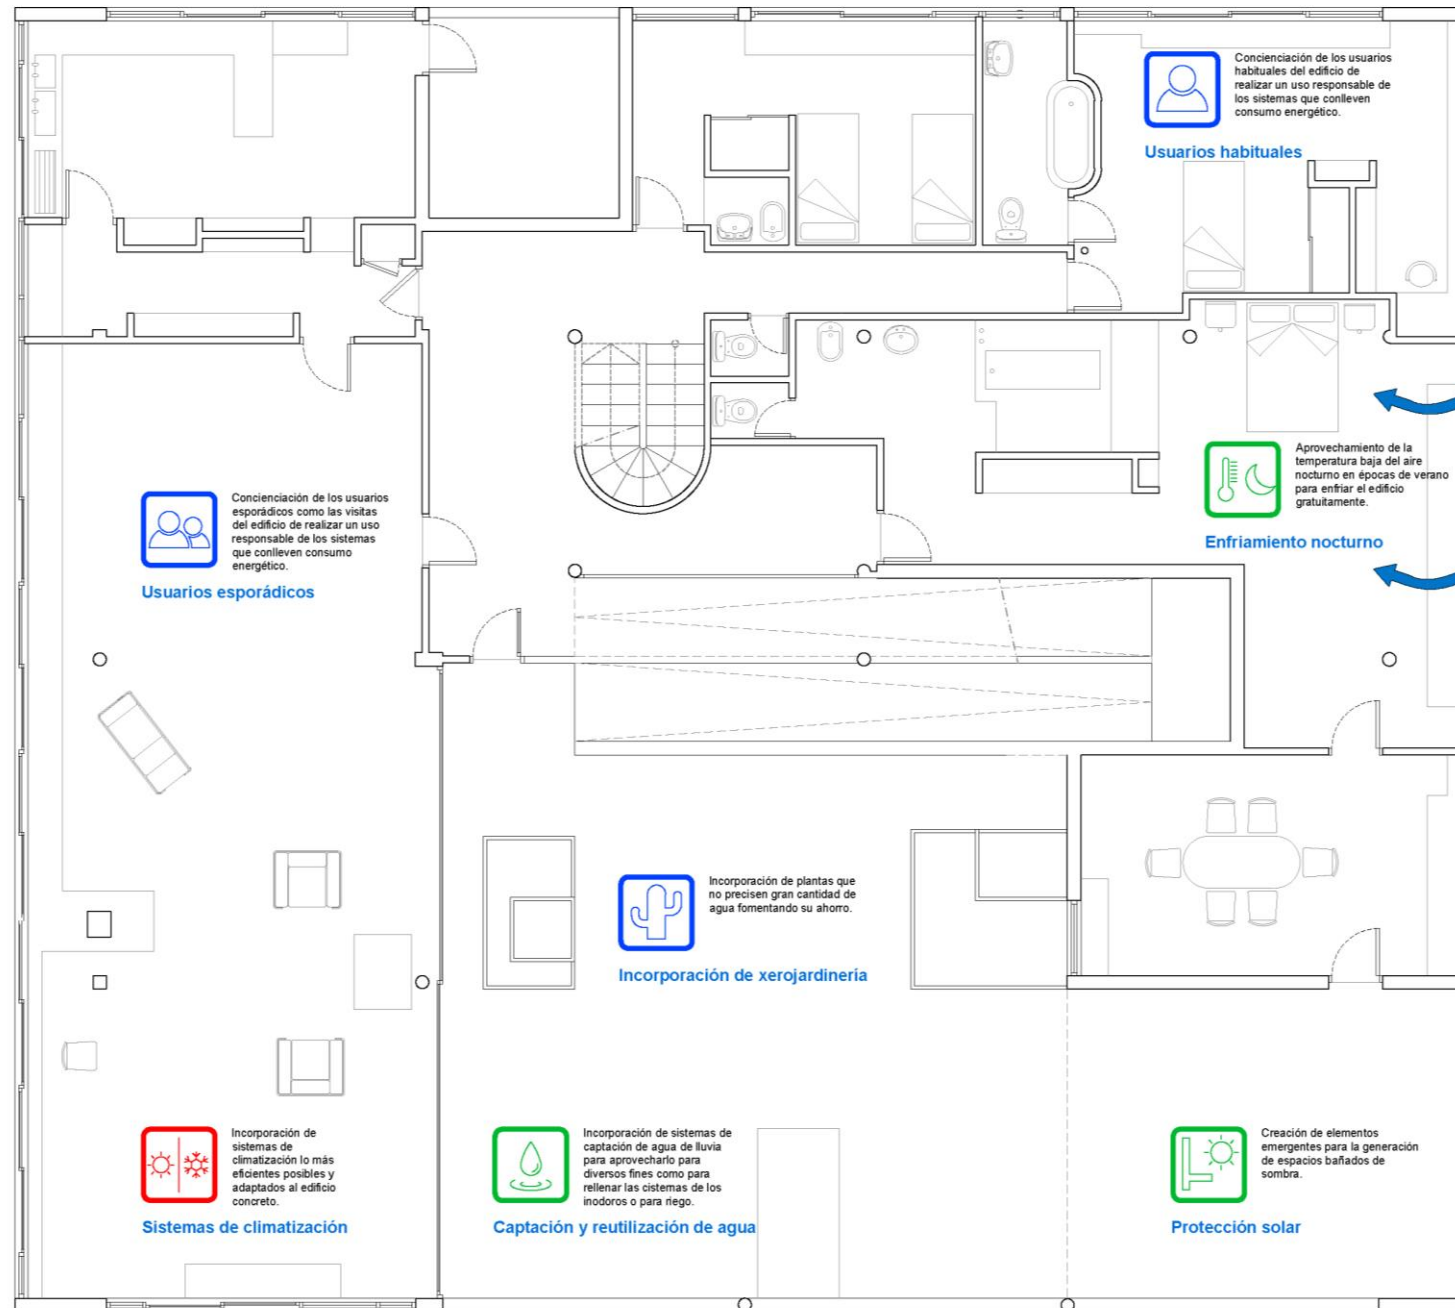 Concienciación de los usuarios
habituales del edificio de
realizar un uso responsable de
los sistemas que conlleven
consumo energético.
Usuarios habituales
Aprovechamiento de la
temperatura baja del aire
nocturno en épocas de verano
para enfriar el edificio
gratuitamente.
Enfriamiento nocturno
Concienciación de los usuarios
esporádicos como las visitas
del edificio de realizar un uso
responsable de los sistemas
que conlleven consumo
energético.
Usuarios esporádicos
Incorporación de plantas que
no precisen gran cantidad de
agua fomentando su ahorro.
Incorporación de xerojardinería
Incorporación de
sistemas de
climatización lo más
eficientes posibles y
adaptados al edificio
concreto.
Sistemas de climatización
Incorporación de sistemas de
captación de agua de lluvia
para aprovecharlo para
diversos fines como para
rellenar las cisternas de los
inodoros o para riego.
Captación y reutilización de agua
Creación de elementos
emergentes para la generación
de espacios bañados de
sombra.
Protección solar